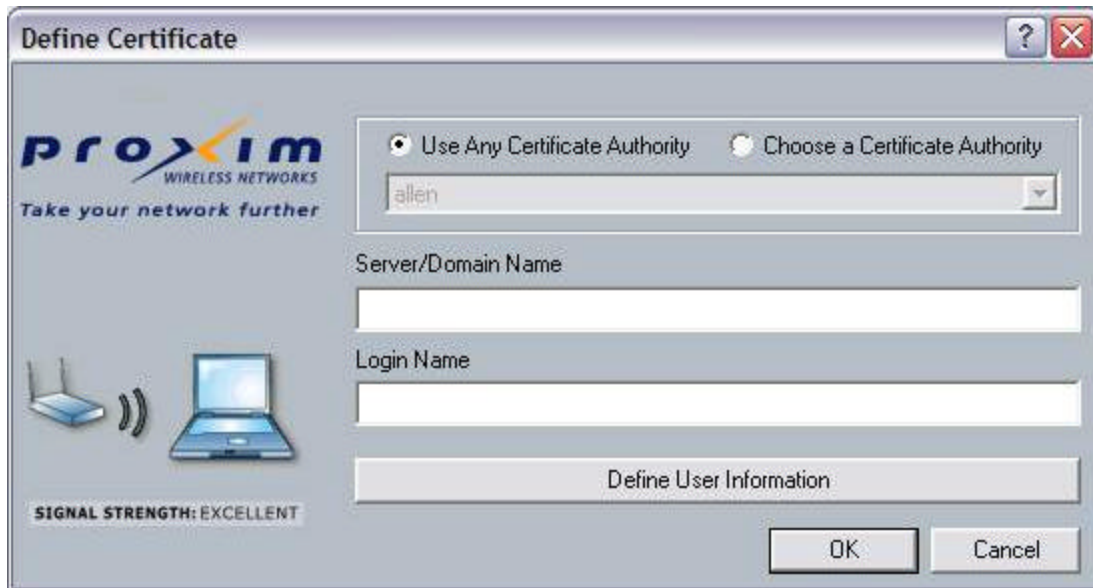 Define Certificate
proxim
WIRELESS NETWORKS
Take your network further
Use Any Certificate Authority
Choose a Certificate Authority
allen
Server/Domain Name
Login Name
Define User Information
SIGNAL STRENGTH: EXCELLENT
OK
Cancel